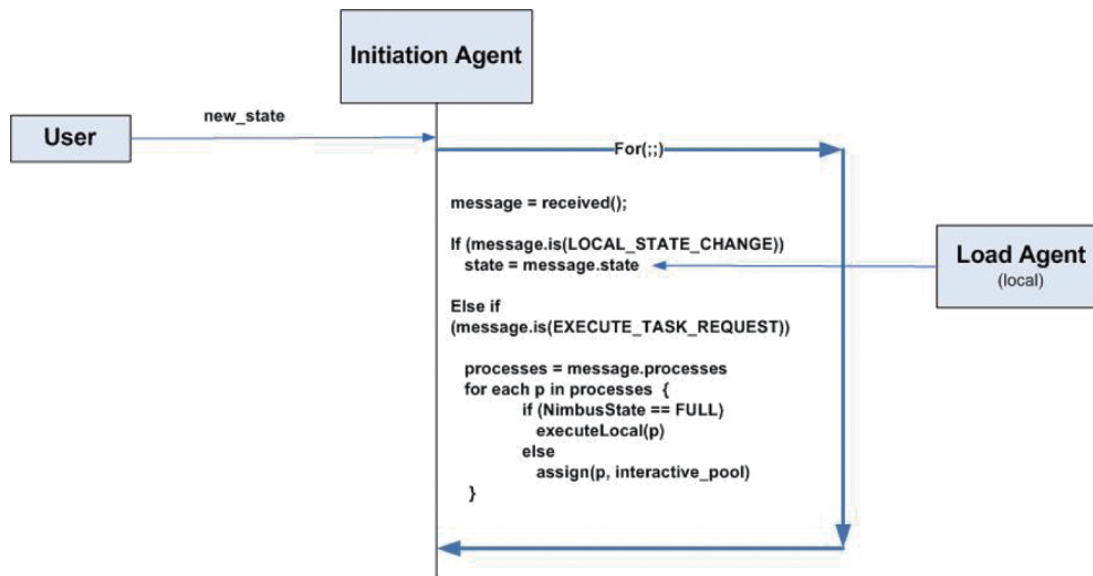 Initiation Agent
new_state
User
For(;;)
message = received();
If (message.is(LOCAL_STATE_CHANGE))
state = message.state
Load Agent
(local)
Else if
(message.is(EXECUTE_TASK_REQUEST))
processes = message.processes
for each p in processes {
if (NimbusState == FULL)
executeLocal(p)
else
assign(p, interactive_pool)
}